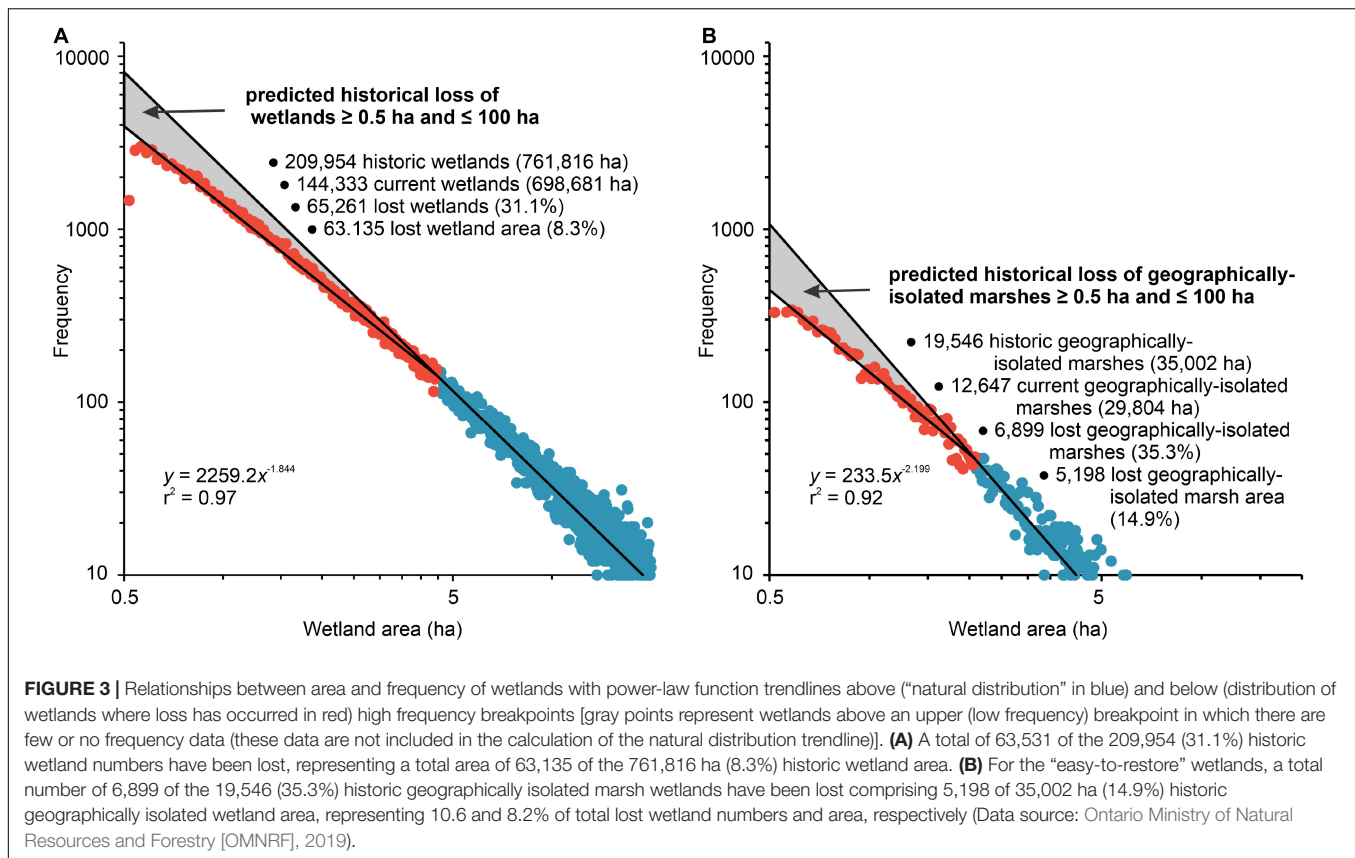 A
10000
1000
100
10
Frequency
0.5
5
Wetland area (ha)
predicted historical loss of
wetlands ≥ 0.5 ha and ≤ 100 ha
● 209,954 historic wetlands (761,816 ha)
● 144,333 current wetlands (698,681 ha)
● 65,261 lost wetlands (31.1%)
● 63.135 lost wetland area (8.3%)
y = 2259.2x^-1.844
r² = 0.97
B
10000
1000
100
10
Frequency
0.5
5
Wetland area (ha)
predicted historical loss of geographically-
isolated marshes ≥ 0.5 ha and ≤ 100 ha
● 19,546 historic geographically-
isolated marshes (35,002 ha)
● 12,647 current geographically-isolated
marshes (29,804 ha)
● 6,899 lost geographically-isolated
marshes (35.3%)
● 5,198 lost geographically-
isolated marsh area
(14.9%)
y = 233.5x^-2.199
r² = 0.92
FIGURE 3 | Relationships between area and frequency of wetlands with power-law function trendlines above (“natural distribution” in blue) and below (distribution of
wetlands where loss has occurred in red) high frequency breakpoints [gray points represent wetlands above an upper (low frequency) breakpoint in which there are
few or no frequency data (these data are not included in the calculation of the natural distribution trendline)]. (A) A total of 63,531 of the 209,954 (31.1%) historic
wetland numbers have been lost, representing a total area of 63,135 of the 761,816 ha (8.3%) historic wetland area. (B) For the “easy-to-restore” wetlands, a total
number of 6,899 of the 19,546 (35.3%) historic geographically isolated marsh wetlands have been lost comprising 5,198 of 35,002 ha (14.9%) historic
geographically isolated wetland area, representing 10.6 and 8.2% of total lost wetland numbers and area, respectively (Data source: Ontario Ministry of Natural
Resources and Forestry [OMNRF], 2019).